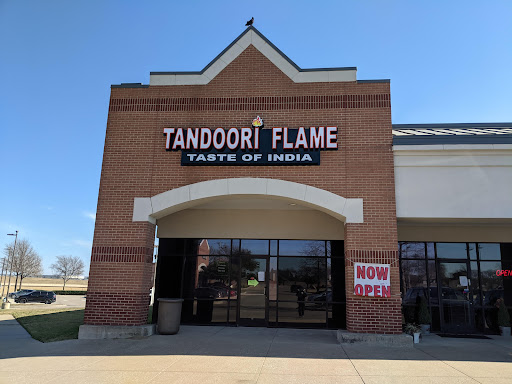 TANDOORI FLAME
TASTE OF INDIA
NOW
OPEN
OPEN